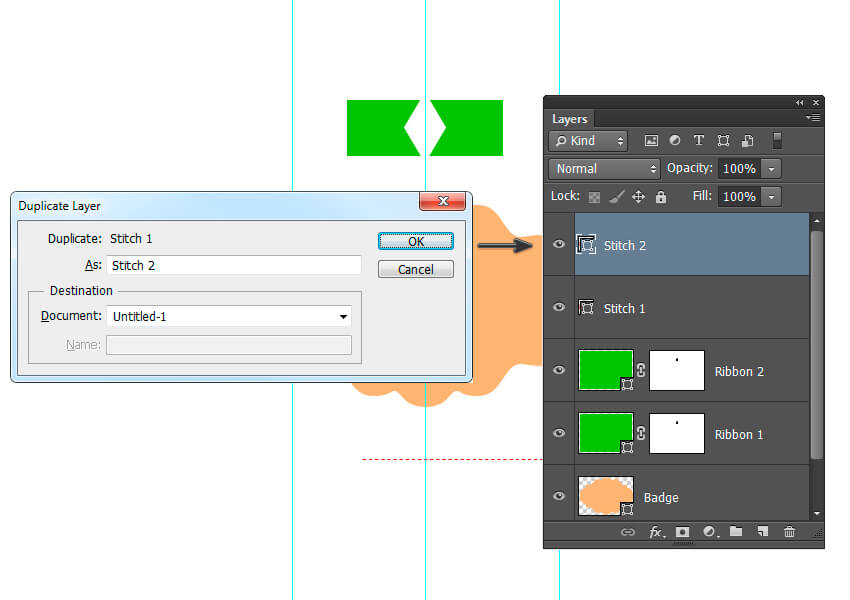 Duplicate Layer
Duplicate: Stitch 1
As: Stitch 2
OK
Cancel
Destination
Document: Untitled-1
Name:
Layers
Kind
T
Normal
Opacity: 100%
Lock:
Fill: 100%
Stitch 2
Stitch 1
Ribbon 2
Ribbon 1
Badge
fx